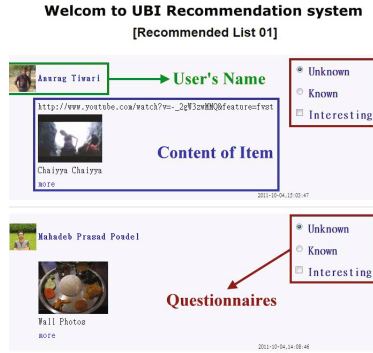 Welcom to UBI Recommendation system
[Recommended List 01]
Anurag Tiwari
User's Name
Unknown
Known
Interesting
http://www.youtube.com/watch?v=-_2gW3zwMMQ&feature=fvst
Content of Item
Chaiyya Chaiyya
more
2011-10-04,15:03:47
Mahadeb Prasad Poudel
Unknown
Known
Interesting
Questionnaires
Wall Photos
more
2011-10-04,14:08:46